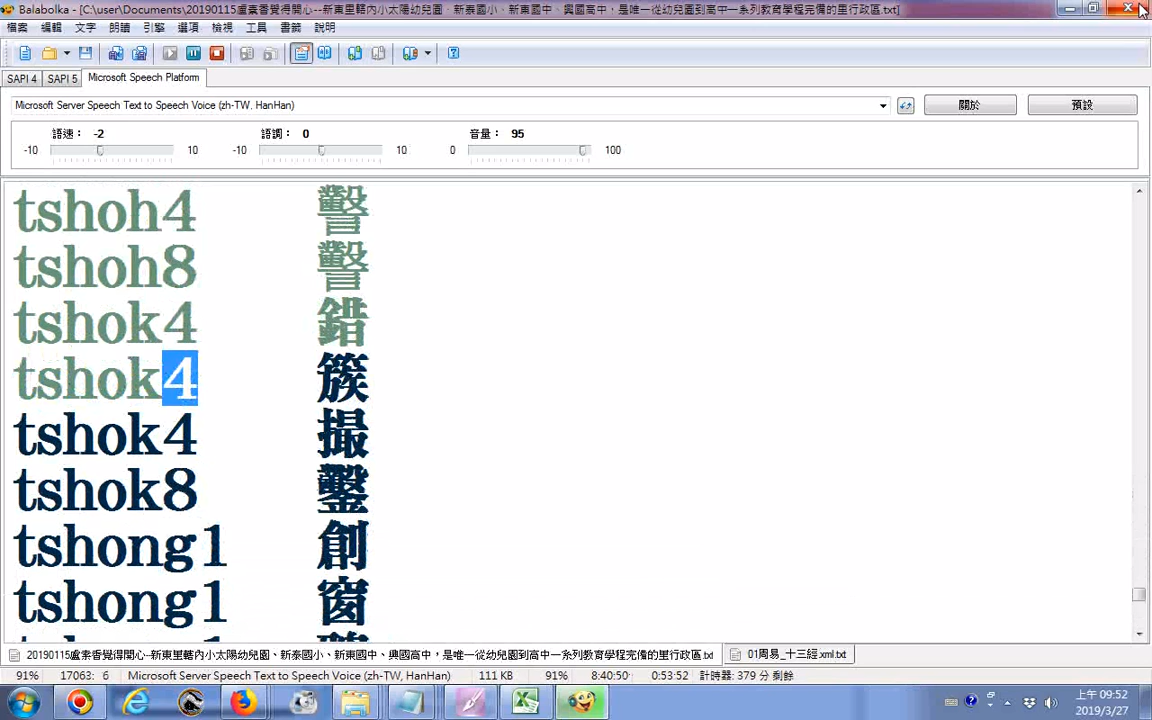 Balabolka - [C:\user\Documents\20190115盧素香覺得開心--新東里轄內小太陽幼兒園、新泰國小、新東國中、興國高中，是唯一從幼兒園到高中一系列教育學程完備的里行政區.txt]
檔案 編輯 文字 朗讀 引擎 選項 檢視 工具 書籤 說明
SAPI 4 SAPI 5 Microsoft Speech Platform
Microsoft Server Speech Text to Speech Voice (zh-TW, HanHan) 關於 預設
語速： -2 語調： 0 音量： 95
-10 10 -10 10 0 100
tshoh4 謷
tshoh8 謷
tshok4 錯
tshok4 簇
tshok4 撮
tshok8 鑿
tshong1 創
tshong1 窗
20190115盧素香覺得開心--新東里轄內小太陽幼兒園、新泰國小、新東國中、興國高中，是唯一從幼兒園到高中一系列教育學程完備的里行政區.txt 01周易_十三經.xml.txt
91% 17063: 6 Microsoft Server Speech Text to Speech Voice (zh-TW, HanHan) 111 KB 91% 8:40:50 0:53:52 計時器: 379 分 剩餘
上午 09:52
2019/3/27